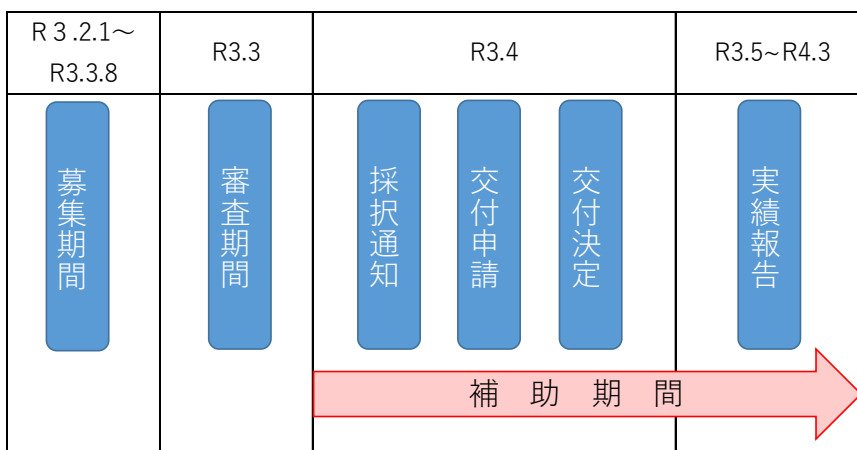 R３.2.1～
R3.3.8
R3.3
R3.4
R3.5~R4.3
募集期間
審査期間
採択通知
交付申請
交付決定
実績報告
補 助 期 間